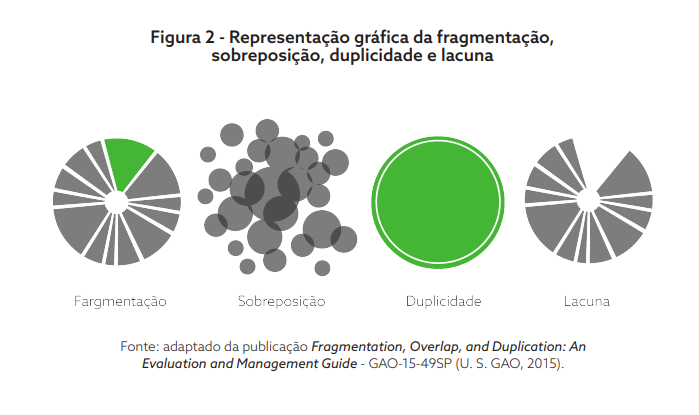 Figura 2 - Representação gráfica da fragmentação,
sobreposição, duplicidade e lacuna
Fargmentação
Sobreposição
Duplicidade
Lacuna
Fonte: adaptado da publicação Fragmentation, Overlap, and Duplication: An
Evaluation and Management Guide - GAO-15-49SP (U. S. GAO, 2015).